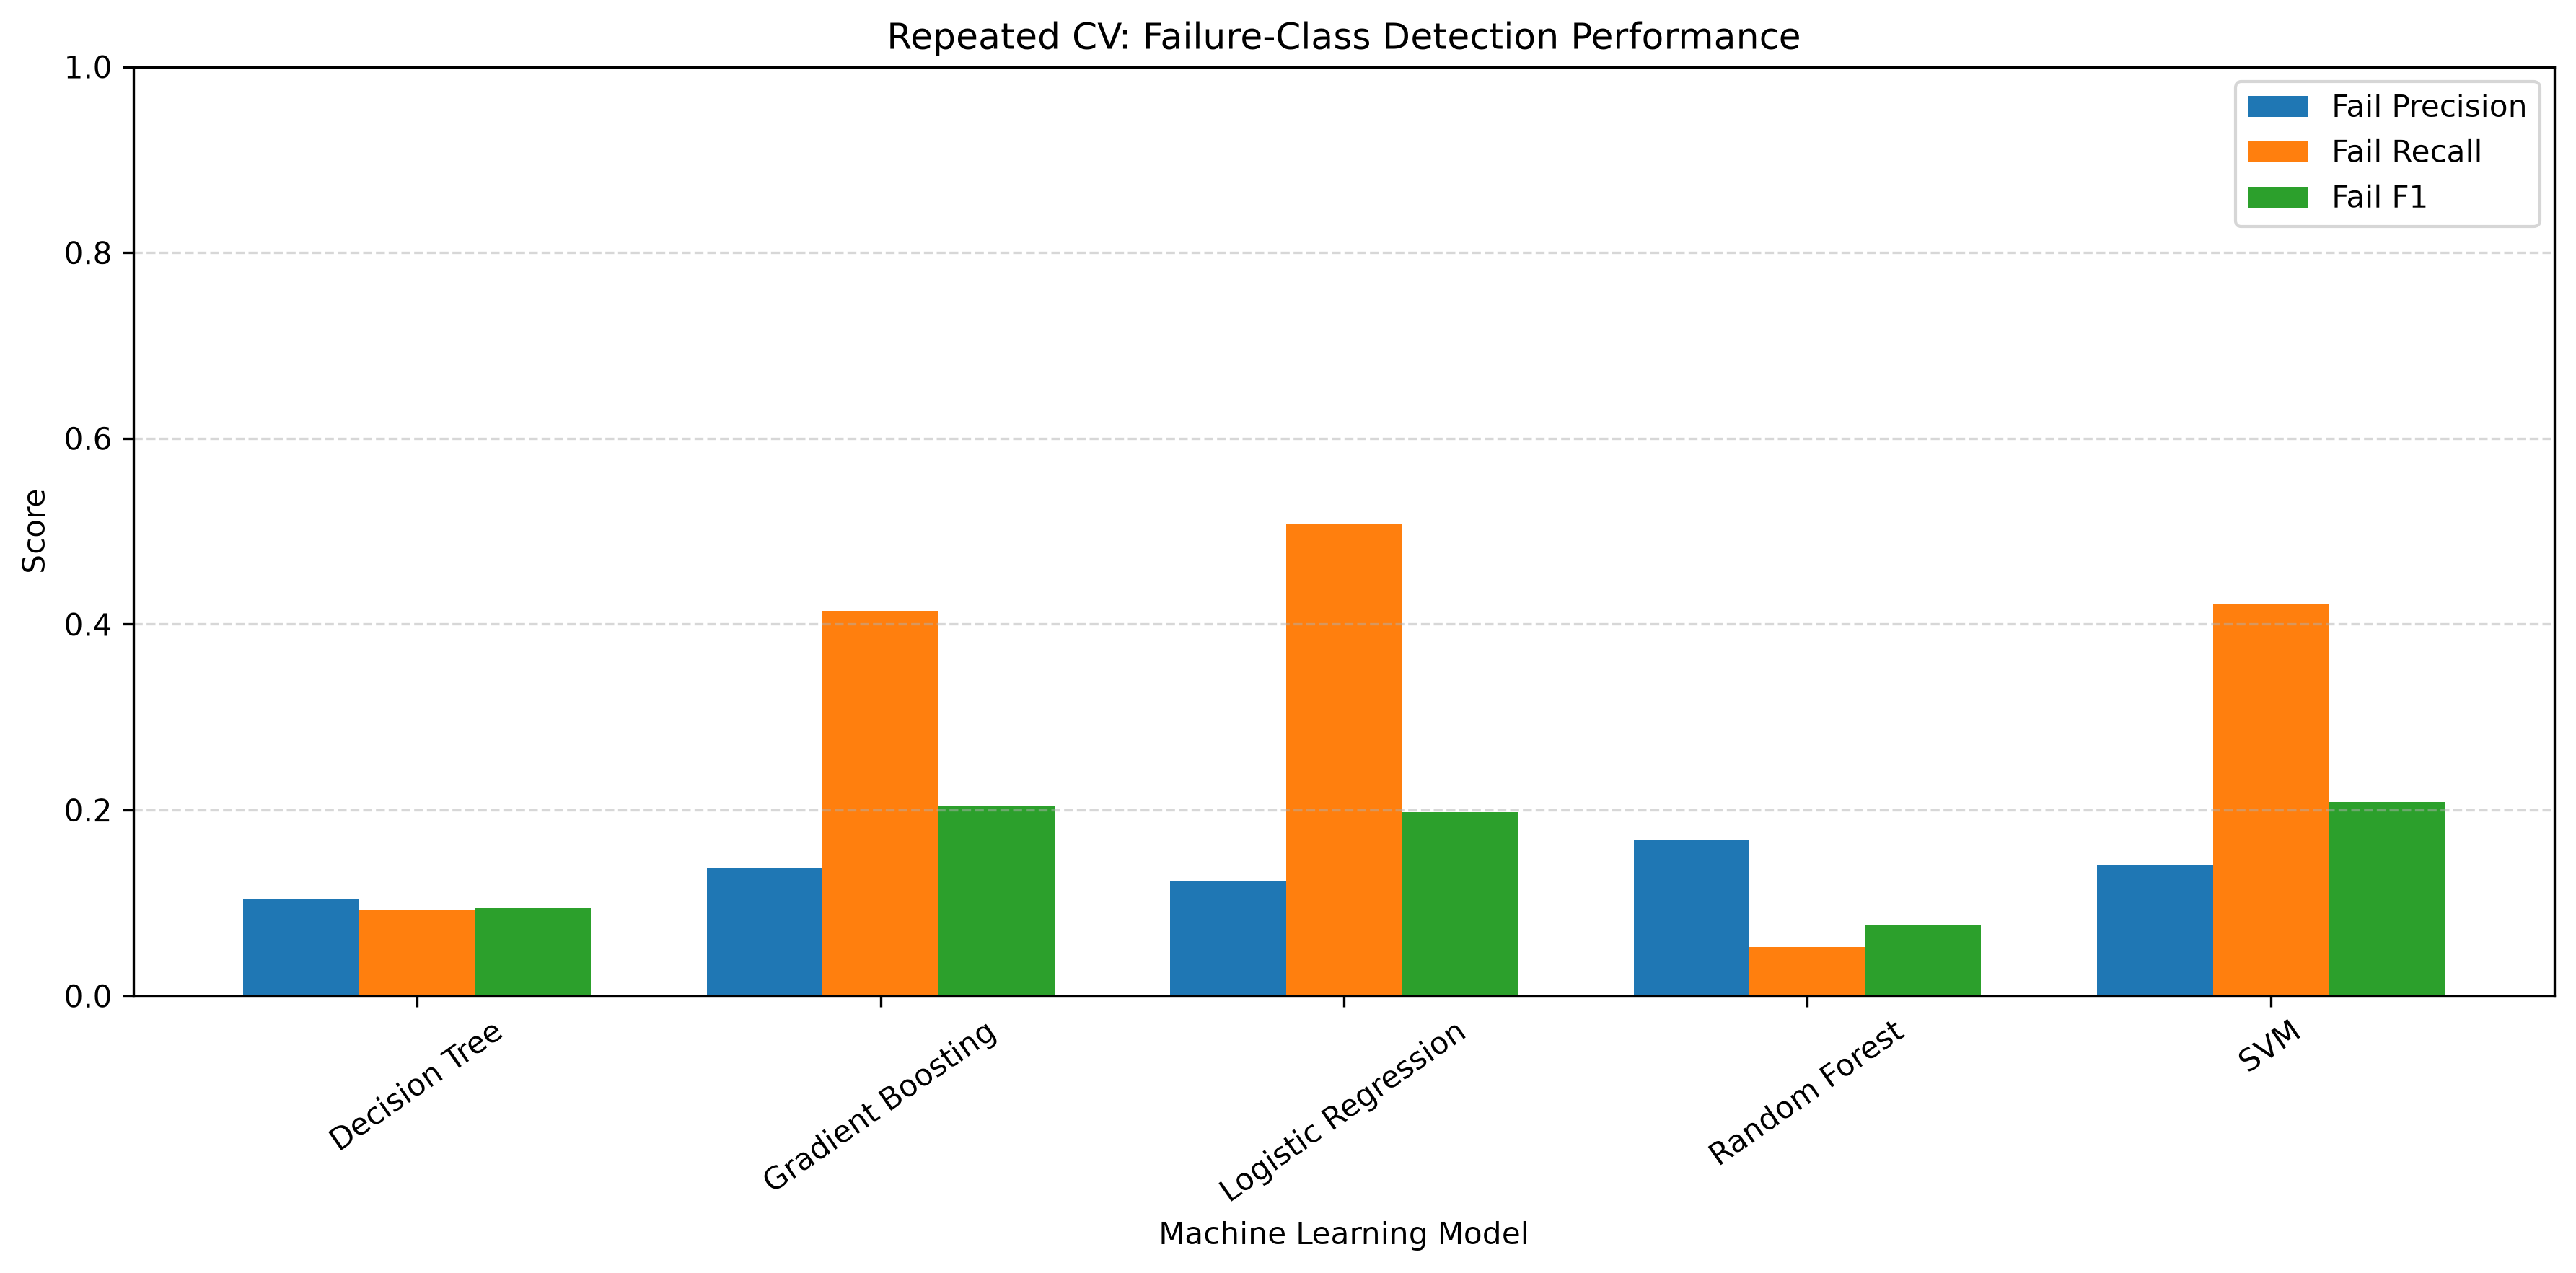 Repeated CV: Failure-Class Detection Performance
1.0
0.8
0.6
0.4
0.2
0.0
Score
Fail Precision
Fail Recall
Fail F1
Decision Tree
Gradient Boosting
Logistic Regression
Random Forest
SVM
Machine Learning Model